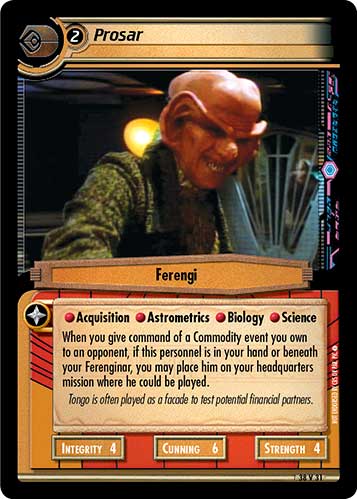 2 Prosar
Ferengi
Acquisition Astrometrics Biology Science
When you give command of a Commodity event you own
to an opponent, if this personnel is in your hand or beneath
your Ferenginar, you may place him on your headquarters
mission where he could be played.
Tongo is often played as a facade to test potential financial partners.
INTEGRITY 4 CUNNING 6 STRENGTH 4
38 V 31